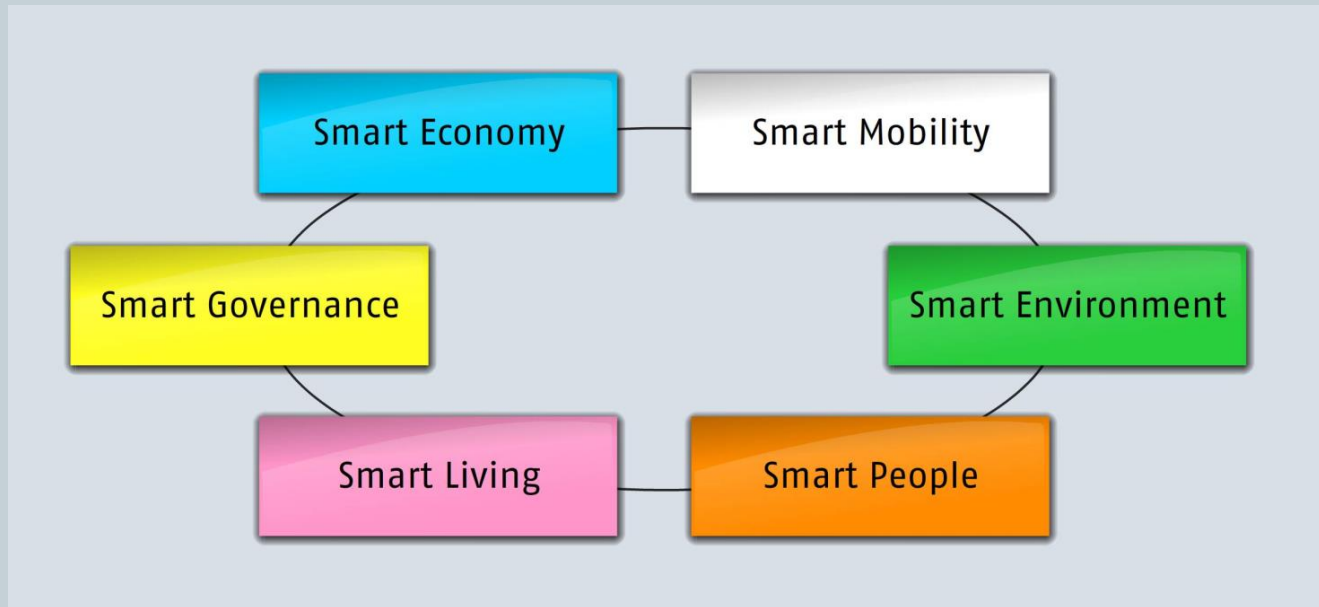 Smart Economy
Smart Mobility
Smart Governance
Smart Environment
Smart Living
Smart People